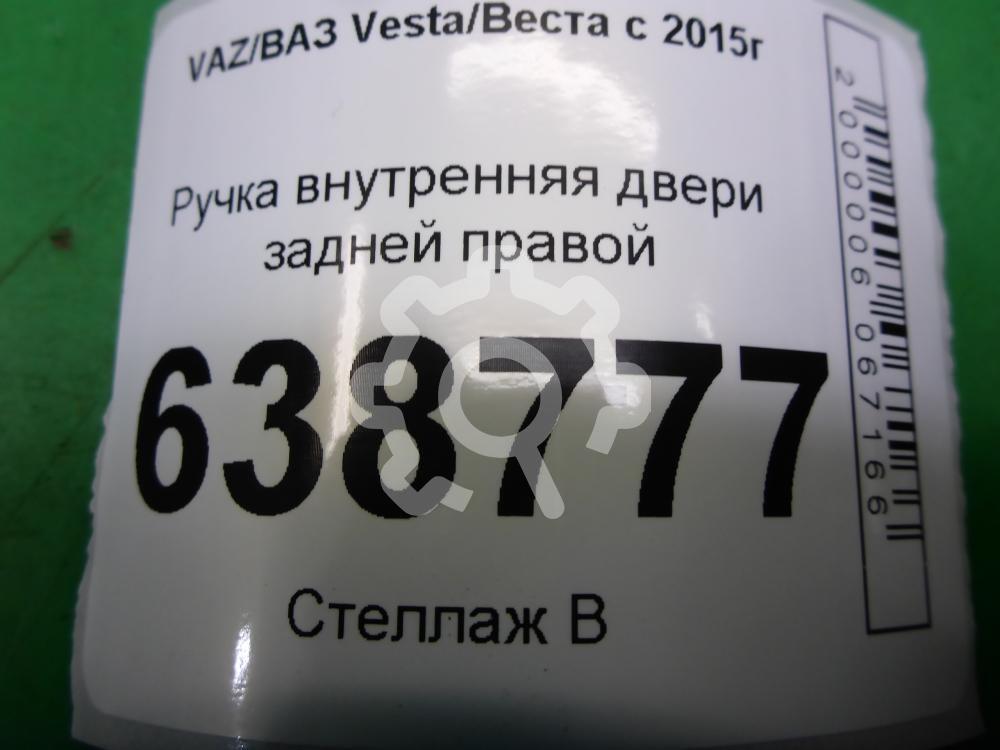 VAZ/ВАЗ Vesta/Веста с 2015г
Ручка внутренняя двери
задней правой
638777
Стеллаж В
2000006067166